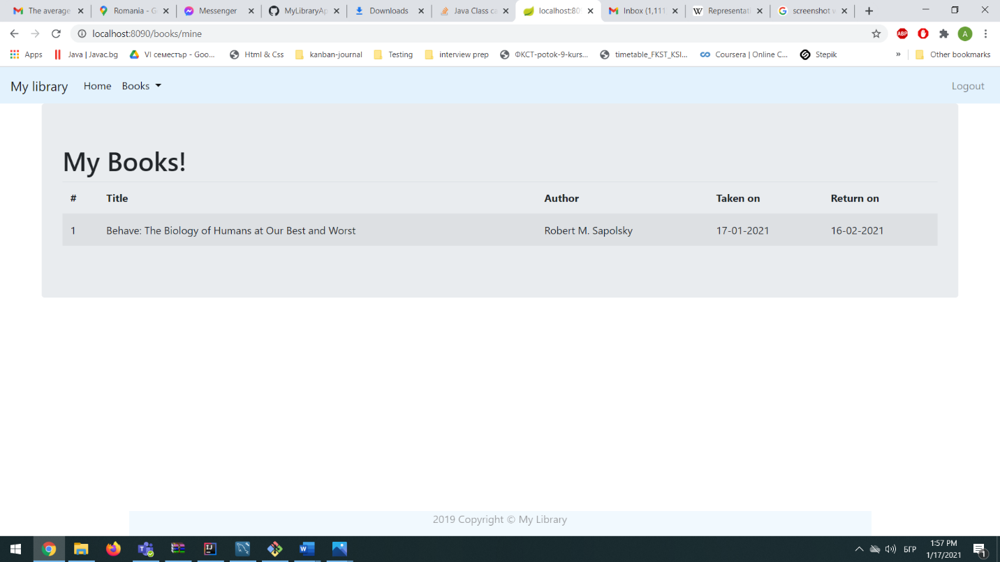 The average
Romania - G
Messenger
MyLibraryAp
Downloads
Java Class ca
localhost:809
Inbox (1,111
Representati
screenshot w
localhost:8090/books/mine
ABP
A
Apps
Java | Javac.bg
VI семестър - Goo...
Html & Css
kanban-journal
Testing
interview prep
ФКСТ-potok-9-kurs...
timetable_FKST_KSI...
Coursera | Online C...
Stepik
»
Other bookmarks
My library
Home
Books
Logout
My Books!
# Title Author Taken on Return on
1 Behave: The Biology of Humans at Our Best and Worst Robert M. Sapolsky 17-01-2021 16-02-2021
2019 Copyright © My Library
БГР
1:57 PM
1/17/2021
1